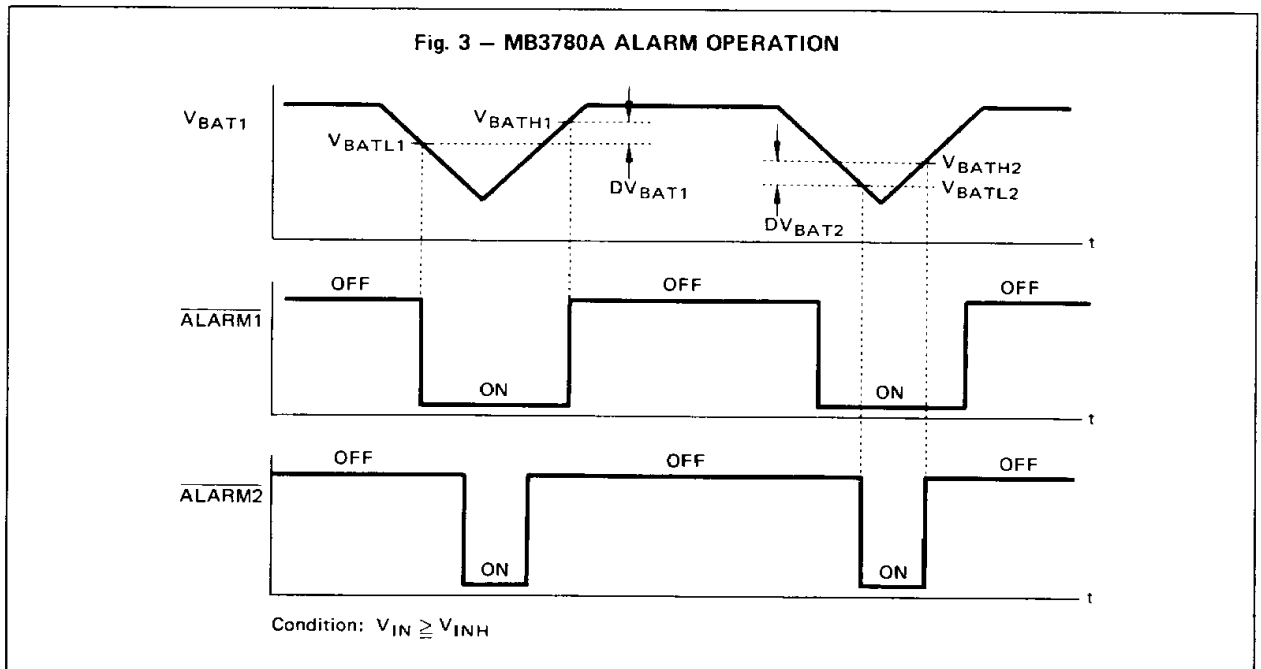 Fig. 3 – MB3780A ALARM OPERATION
VBAT1
VBATL1
VBATH1
DVBAT1
VBATH2
VBATL2
DVBAT2
t
OFF
OFF
OFF
ALARM1
ON
ON
t
OFF
OFF
OFF
ALARM2
ON
ON
t
Condition: VIN ≧ VINH